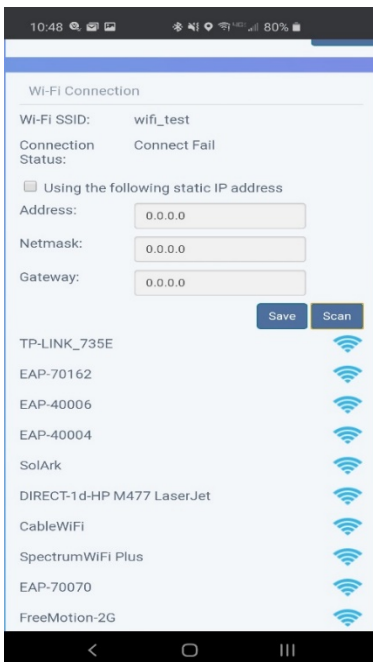 10:48 80%
Wi-Fi Connection
Wi-Fi SSID: wifi_test
Connection Status: Connect Fail
Using the following static IP address
Address: 0.0.0.0
Netmask: 0.0.0.0
Gateway: 0.0.0.0
Save Scan
TP-LINK_735E
EAP-70162
EAP-40006
EAP-40004
SolArk
DIRECT-1d-HP M477 LaserJet
CableWiFi
SpectrumWiFi Plus
EAP-70070
FreeMotion-2G